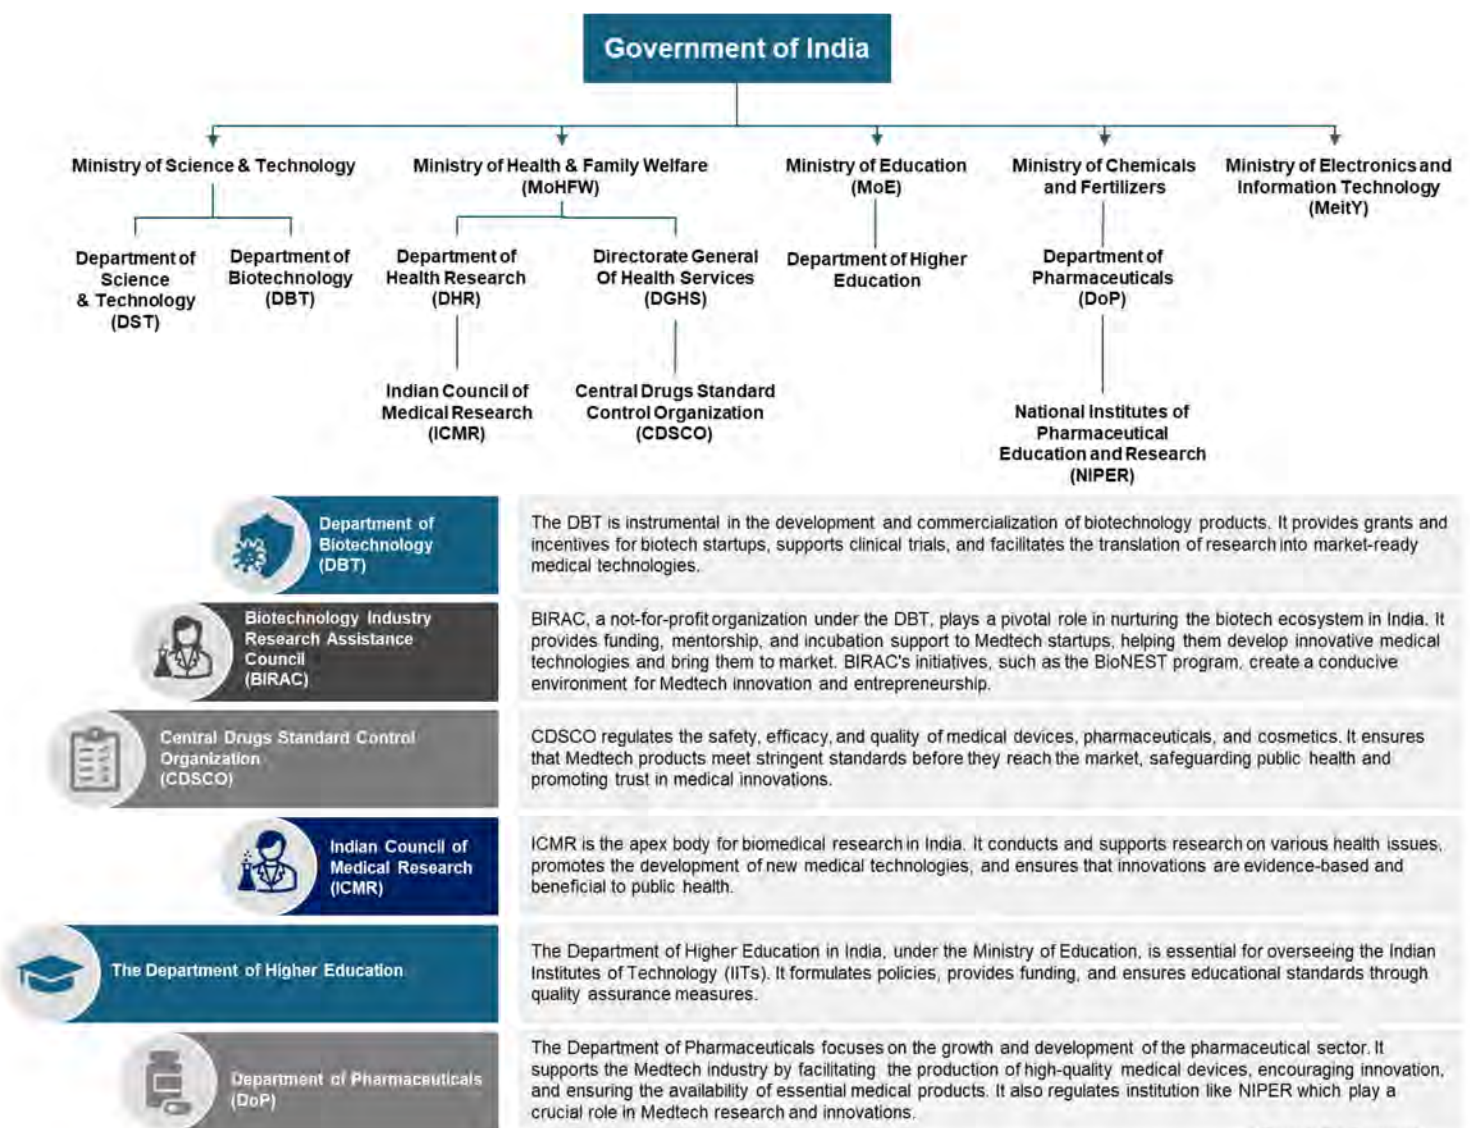 Government of India
Ministry of Science & Technology
Ministry of Health & Family Welfare
(MoHFW)
Ministry of Education
(MoE)
Ministry of Chemicals
and Fertilizers
Ministry of Electronics and
Information Technology
(MeitY)
Department of
Science
& Technology
(DST)
Department of
Biotechnology
(DBT)
Department of
Health Research
(DHR)
Directorate General
Of Health Services
(DGHS)
Department of Higher
Education
Department of
Pharmaceuticals
(DoP)
Indian Council of
Medical Research
(ICMR)
Central Drugs Standard
Control Organization
(CDSCO)
National Institutes of
Pharmaceutical
Education and Research
(NIPER)
Department of
Biotechnology
(DBT)
The DBT is instrumental in the development and commercialization of biotechnology products. It provides grants and
incentives for biotech startups, supports clinical trials, and facilitates the translation of research into market-ready
medical technologies.
Biotechnology Industry
Research Assistance
Council
(BIRAC)
BIRAC, a not-for-profit organization under the DBT, plays a pivotal role in nurturing the biotech ecosystem in India. It
provides funding, mentorship, and incubation support to Medtech startups, helping them develop innovative medical
technologies and bring them to market. BIRAC's initiatives, such as the BioNEST program, create a conducive
environment for Medtech innovation and entrepreneurship.
Central Drugs Standard Control
Organization
(CDSCO)
CDSCO regulates the safety, efficacy, and quality of medical devices, pharmaceuticals, and cosmetics. It ensures
that Medtech products meet stringent standards before they reach the market, safeguarding public health and
promoting trust in medical innovations.
Indian Council of
Medical Research
(ICMR)
ICMR is the apex body for biomedical research in India. It conducts and supports research on various health issues,
promotes the development of new medical technologies, and ensures that innovations are evidence-based and
beneficial to public health.
The Department of Higher Education
The Department of Higher Education in India, under the Ministry of Education, is essential for overseeing the Indian
Institutes of Technology (IITs). It formulates policies, provides funding, and ensures educational standards through
quality assurance measures.
Department of Pharmaceuticals
(DoP)
The Department of Pharmaceuticals focuses on the growth and development of the pharmaceutical sector. It
supports the Medtech industry by facilitating the production of high-quality medical devices, encouraging innovation,
and ensuring the availability of essential medical products. It also regulates institution like NIPER which play a
crucial role in Medtech research and innovations.